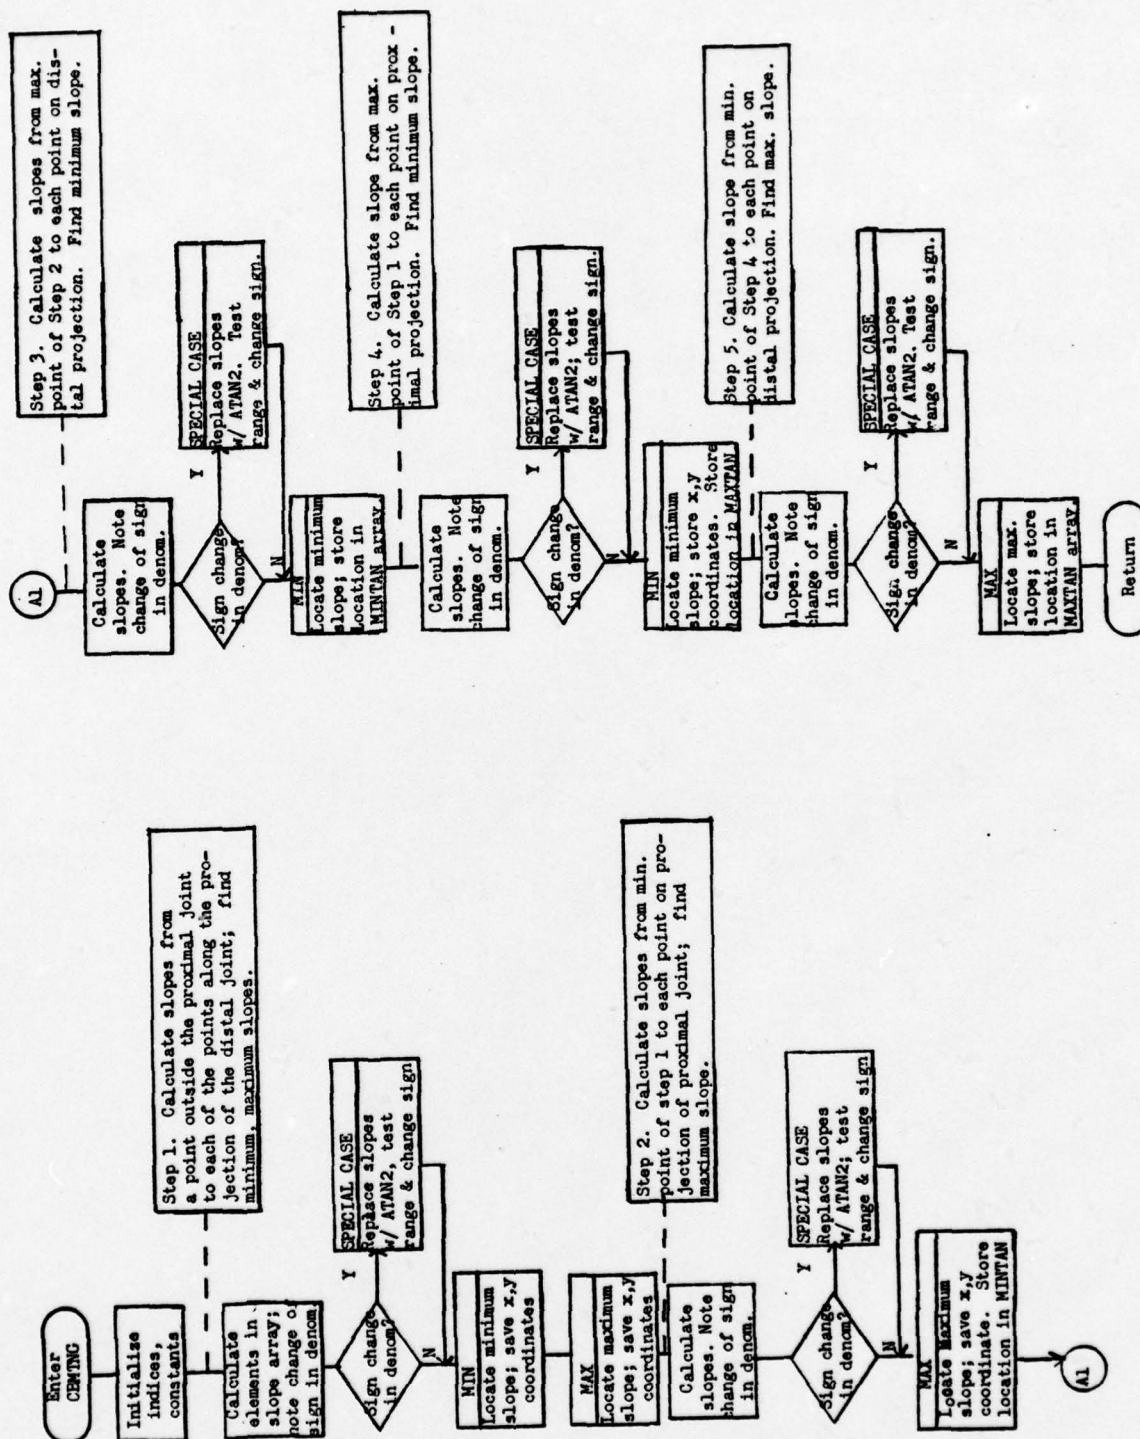 Enter
CBMTNG
Initialize
indices,
constants
Step 1. Calculate slopes from
a point outside the proximal joint
to each of the points along the pro-
jection of the distal joint; find
minimum, maximum slopes.
Calculate
elements in
slope array;
note change of
sign in denom.
Sign change
in denom?
Y
N
SPECIAL CASE
Replace slopes
w/ ATAN2, test
range & change sign
MIN
Locate minimum
slope; save x,y
coordinates
MAX
Locate maximum
slope; save x,y
coordinates
Step 2. Calculate slopes from min.
point of step 1 to each point on pro-
jection of proximal joint; find
maximum slope.
Calculate
slopes. Note
change of sign
in denom.
Sign change
in denom?
Y
N
SPECIAL CASE
Replace slopes
w/ ATAN2; test
range & change sign
MAX
Locate Maximum
slope; save x,y
coordinate. Store
location in MINTAN
A1
A1
Step 3. Calculate slopes from max.
point of Step 2 to each point on dis-
tal projection. Find minimum slope.
Calculate
slopes. Note
change of sign
in denom.
Sign change
in denom?
Y
N
SPECIAL CASE
Replace slopes
w/ ATAN2. Test
range & change sign.
MIN
Locate minimum
slope; store
Location in
MINTAN array.
Step 4. Calculate slope from max.
point of Step 1 to each point on prox-
imal projection. Find minimum slope.
Calculate
slopes. Note
change of sign
in denom.
Sign change
in denom?
Y
N
SPECIAL CASE
Replace slopes
w/ ATAN2; test
range & change sign.
MIN
Locate minimum
slope; store x,y
coordinates. Store
location in MAXTAN
Step 5. Calculate slope from min.
point of Step 4 to each point on
distal projection. Find max. slope.
Calculate
slopes. Note
change of sign
in denom.
Sign change
in denom?
Y
N
SPECIAL CASE
Replace slopes
w/ ATAN2. Test
range & change sign.
MAX
Locate max.
slope; store
location in
MAXTAN array.
Return